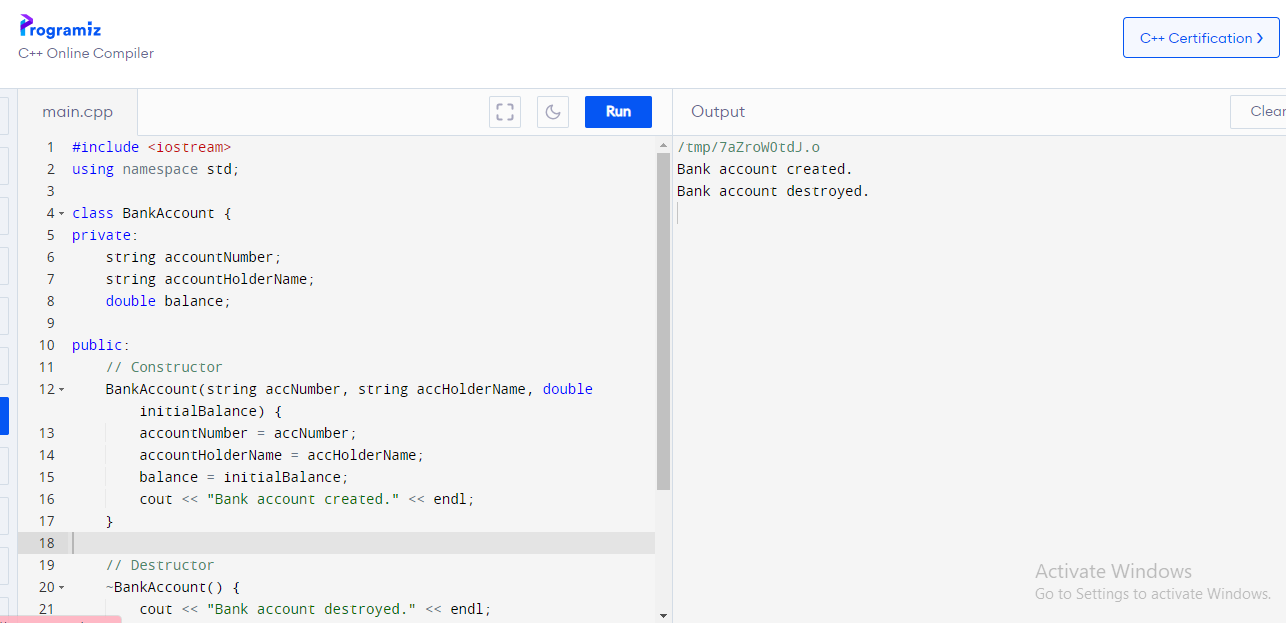 Programiz
C++ Online Compiler
C++ Certification
main.cpp
Run
Output
Clear
1 #include <iostream>
2 using namespace std;
3
4 class BankAccount {
5 private:
6 string accountNumber;
7 string accountHolderName;
8 double balance;
9
10 public:
11 // Constructor
12 BankAccount(string accNumber, string accHolderName, double
initialBalance) {
13 accountNumber = accNumber;
14 accountHolderName = accHolderName;
15 balance = initialBalance;
16 cout << "Bank account created." << endl;
17 }
18
19 // Destructor
20 ~BankAccount() {
21 cout << "Bank account destroyed." << endl;
/tmp/7aZroWOtdJ.o
Bank account created.
Bank account destroyed.
Activate Windows
Go to Settings to activate Windows.